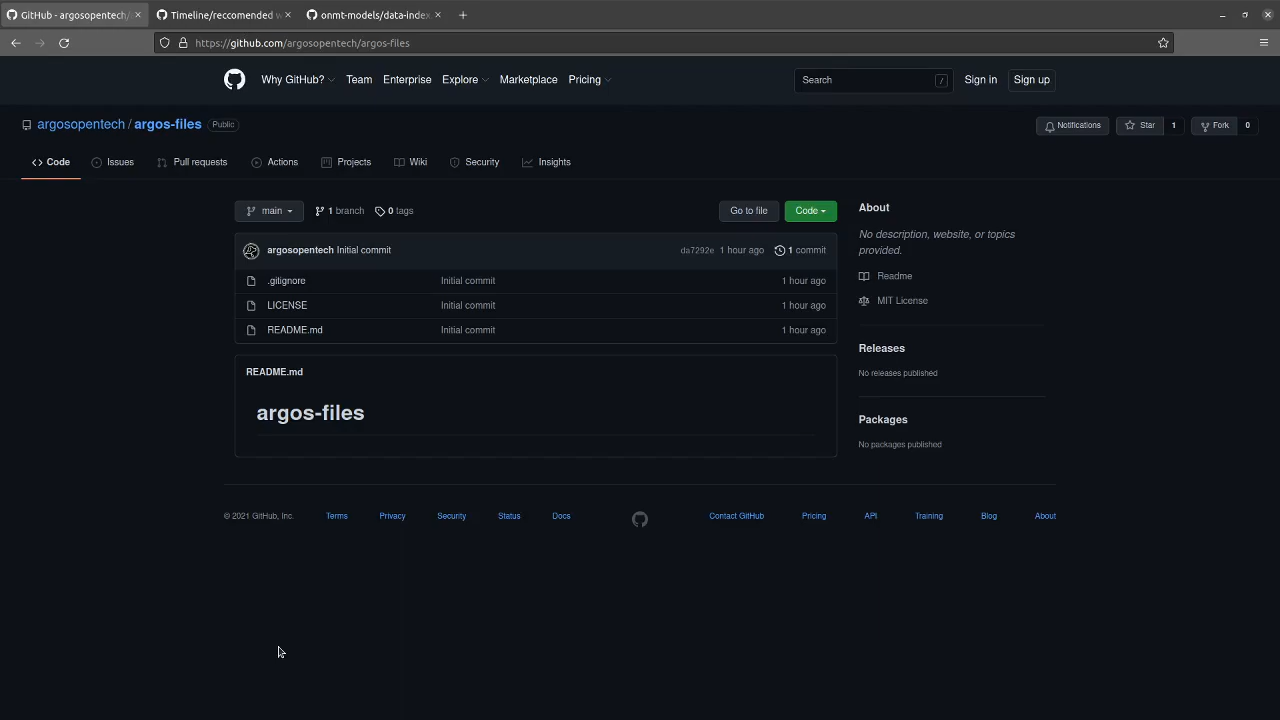 GitHub - argosopentech/ Timeline/reccomended w onmt-models/data-index.
https://github.com/argosopentech/argos-files
Why GitHub? Team Enterprise Explore Marketplace Pricing Search / Sign in Sign up
argosopentech / argos-files Public Notifications Star 1 Fork 0
Code Issues Pull requests Actions Projects Wiki Security Insights
main 1 branch 0 tags Go to file Code
argosopentech Initial commit da7292e 1 hour ago 1 commit
.gitignore Initial commit 1 hour ago
LICENSE Initial commit 1 hour ago
README.md Initial commit 1 hour ago
README.md
argos-files
About
No description, website, or topics
provided.
Readme
MIT License
Releases
No releases published
Packages
No packages published
© 2021 GitHub, Inc. Terms Privacy Security Status Docs Contact GitHub Pricing API Training Blog About